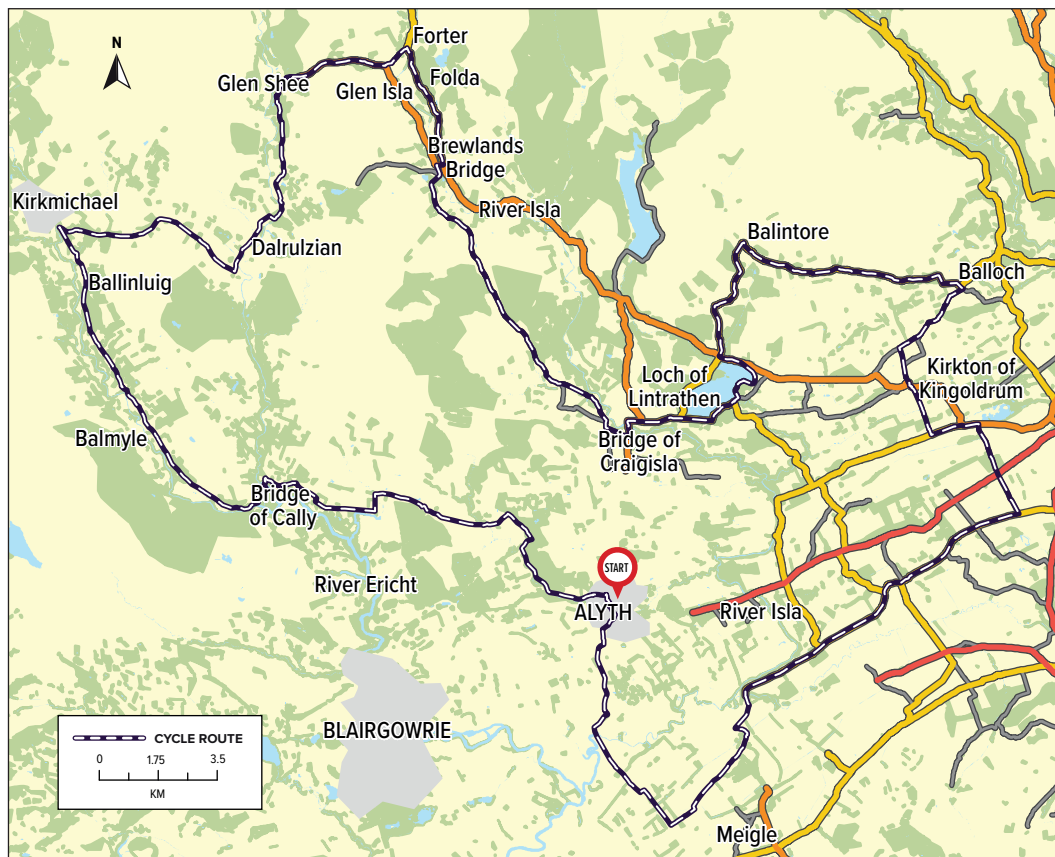 Forter
N
Glen Shee
Glen Isla
Folda
Brewlands
Bridge
Kirkmichael
River Isla
Dalrulzian
Balintore
Ballinluig
Balloch
Loch of
Lintrathen
Kirkton of
Kingoldrum
Balmyle
Bridge of
Craigisla
Bridge
of Cally
START
River Ericht
ALYTH
River Isla
BLAIRGOWRIE
CYCLE ROUTE
0 1.75 3.5
KM
Meigle